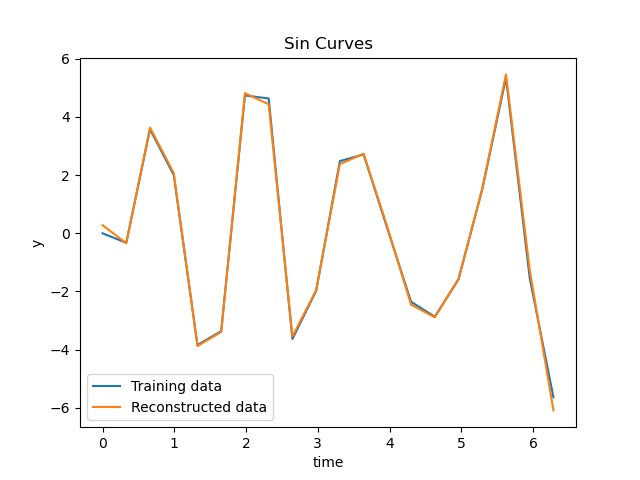 Sin Curves
6
4
2
0
−2
−4
−6
y
Training data
Reconstructed data
0 1 2 3 4 5 6
time